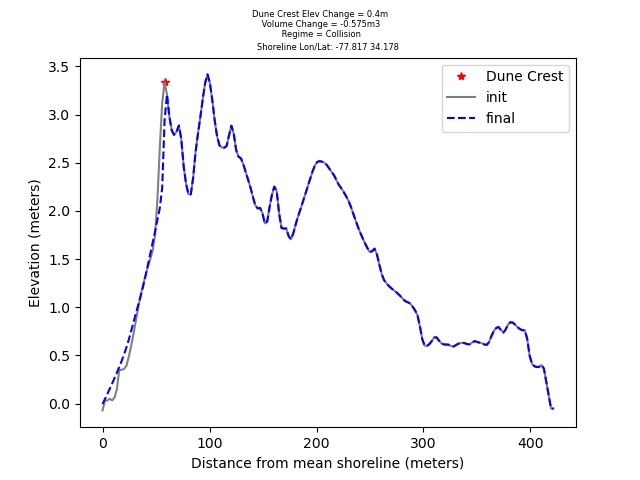 Dune Crest Elev Change = 0.4m
Volume Change = -0.575m3
Regime = Collision
Shoreline Lon/Lat: -77.817 34.178
Dune Crest
init
final
3.5
3.0
2.5
2.0
1.5
1.0
0.5
0.0
Elevation (meters)
0
100
200
300
400
Distance from mean shoreline (meters)